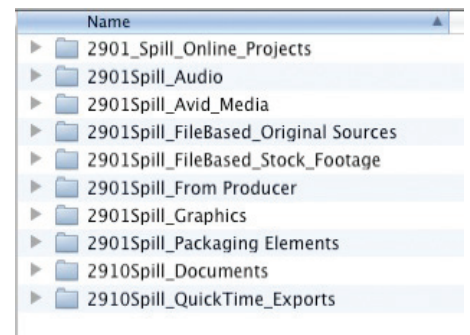 Name
2901_Spill_Online_Projects
2901Spill_Audio
2901Spill_Avid_Media
2901Spill_FileBased_Original Sources
2901Spill_FileBased_Stock_Footage
2901Spill_From Producer
2901Spill_Graphics
2901Spill_Packaging Elements
2910Spill_Documents
2910Spill_QuickTime_Exports